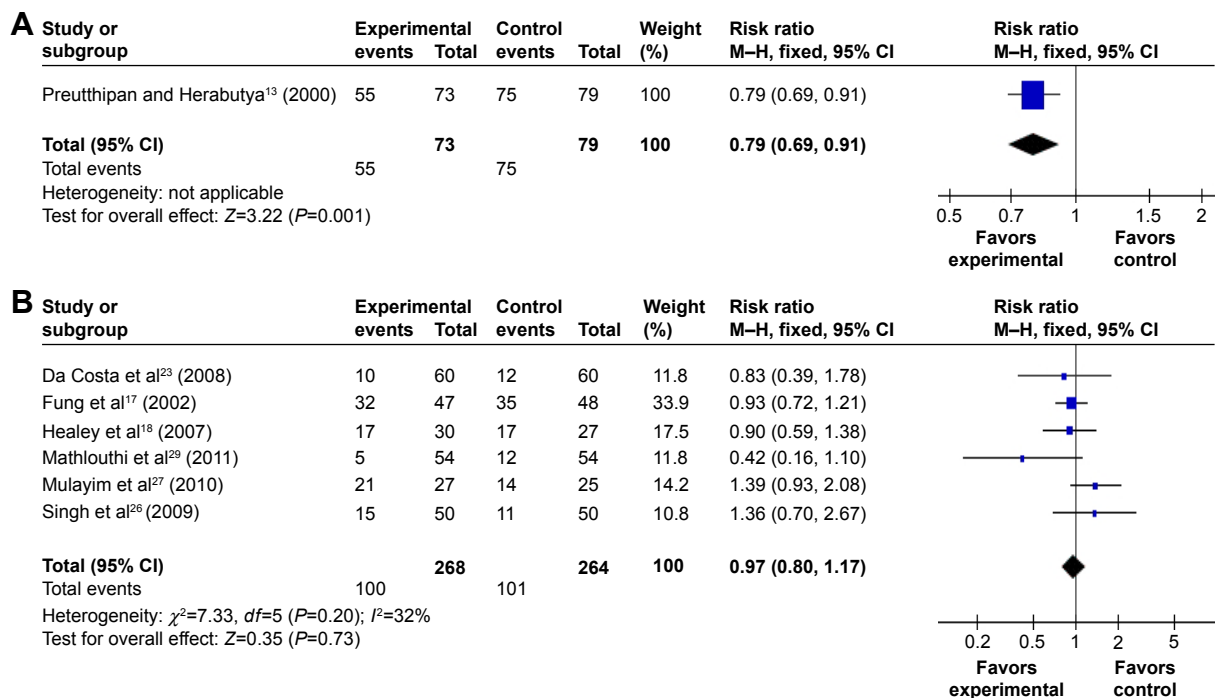 A Study or subgroup Experimental events Total Control events Total Weight (%) Risk ratio M–H, fixed, 95% CI Risk ratio M–H, fixed, 95% CI
Preutthipan and Herabutya¹³ (2000) 55 73 75 79 100 0.79 (0.69, 0.91)
Total (95% CI) 73 79 100 0.79 (0.69, 0.91)
Total events 55 75
Heterogeneity: not applicable
Test for overall effect: Z=3.22 (P=0.001)
0.5 0.7 1 1.5 2
Favors experimental Favors control
B Study or subgroup Experimental events Total Control events Total Weight (%) Risk ratio M–H, fixed, 95% CI Risk ratio M–H, fixed, 95% CI
Da Costa et al²³ (2008) 10 60 12 60 11.8 0.83 (0.39, 1.78)
Fung et al¹⁷ (2002) 32 47 35 48 33.9 0.93 (0.72, 1.21)
Healey et al¹⁸ (2007) 17 30 17 27 17.5 0.90 (0.59, 1.38)
Mathlouthi et al²⁹ (2011) 5 54 12 54 11.8 0.42 (0.16, 1.10)
Mulayim et al²⁷ (2010) 21 27 14 25 14.2 1.39 (0.93, 2.08)
Singh et al²⁶ (2009) 15 50 11 50 10.8 1.36 (0.70, 2.67)
Total (95% CI) 268 264 100 0.97 (0.80, 1.17)
Total events 100 101
Heterogeneity: χ²=7.33, df=5 (P=0.20); I²=32%
Test for overall effect: Z=0.35 (P=0.73)
0.2 0.5 1 2 5
Favors experimental Favors control